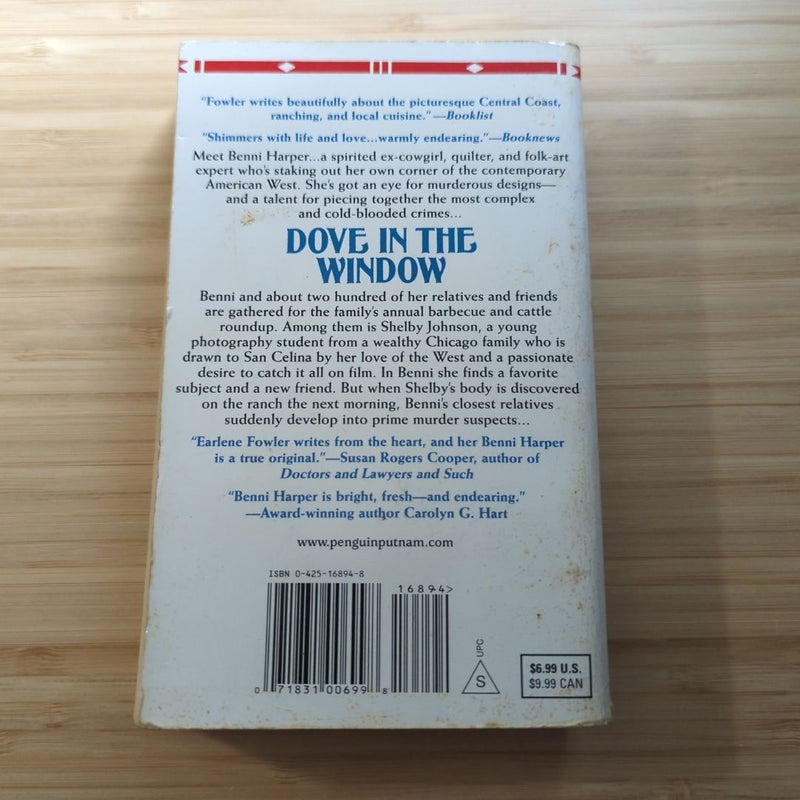 "Fowler writes beautifully about the picturesque Central Coast,
ranching, and local cuisine."—Booklist
"Shimmers with life and love...warmly endearing."—Booknews
Meet Benni Harper...a spirited ex-cowgirl, quilter, and folk-art
expert who's staking out her own corner of the contemporary
American West. She's got an eye for murderous designs—
and a talent for piecing together the most complex
and cold-blooded crimes...
DOVE IN THE
WINDOW
Benni and about two hundred of her relatives and friends
are gathered for the family's annual barbecue and cattle
roundup. Among them is Shelby Johnson, a young
photography student from a wealthy Chicago family who is
drawn to San Celina by her love of the West and a passionate
desire to catch it all on film. In Benni she finds a favorite
subject and a new friend. But when Shelby's body is discovered
on the ranch the next morning, Benni's closest relatives
suddenly develop into prime murder suspects...
"Earlene Fowler writes from the heart, and her Benni Harper
is a true original."—Susan Rogers Cooper, author of
Doctors and Lawyers and Such
"Benni Harper is bright, fresh—and endearing."
—Award-winning author Carolyn G. Hart
www.penguinputnam.com
ISBN 0-425-16894-8
16894>
0 71831 00699 8
UPC
S
$6.99 U.S.
$9.99 CAN